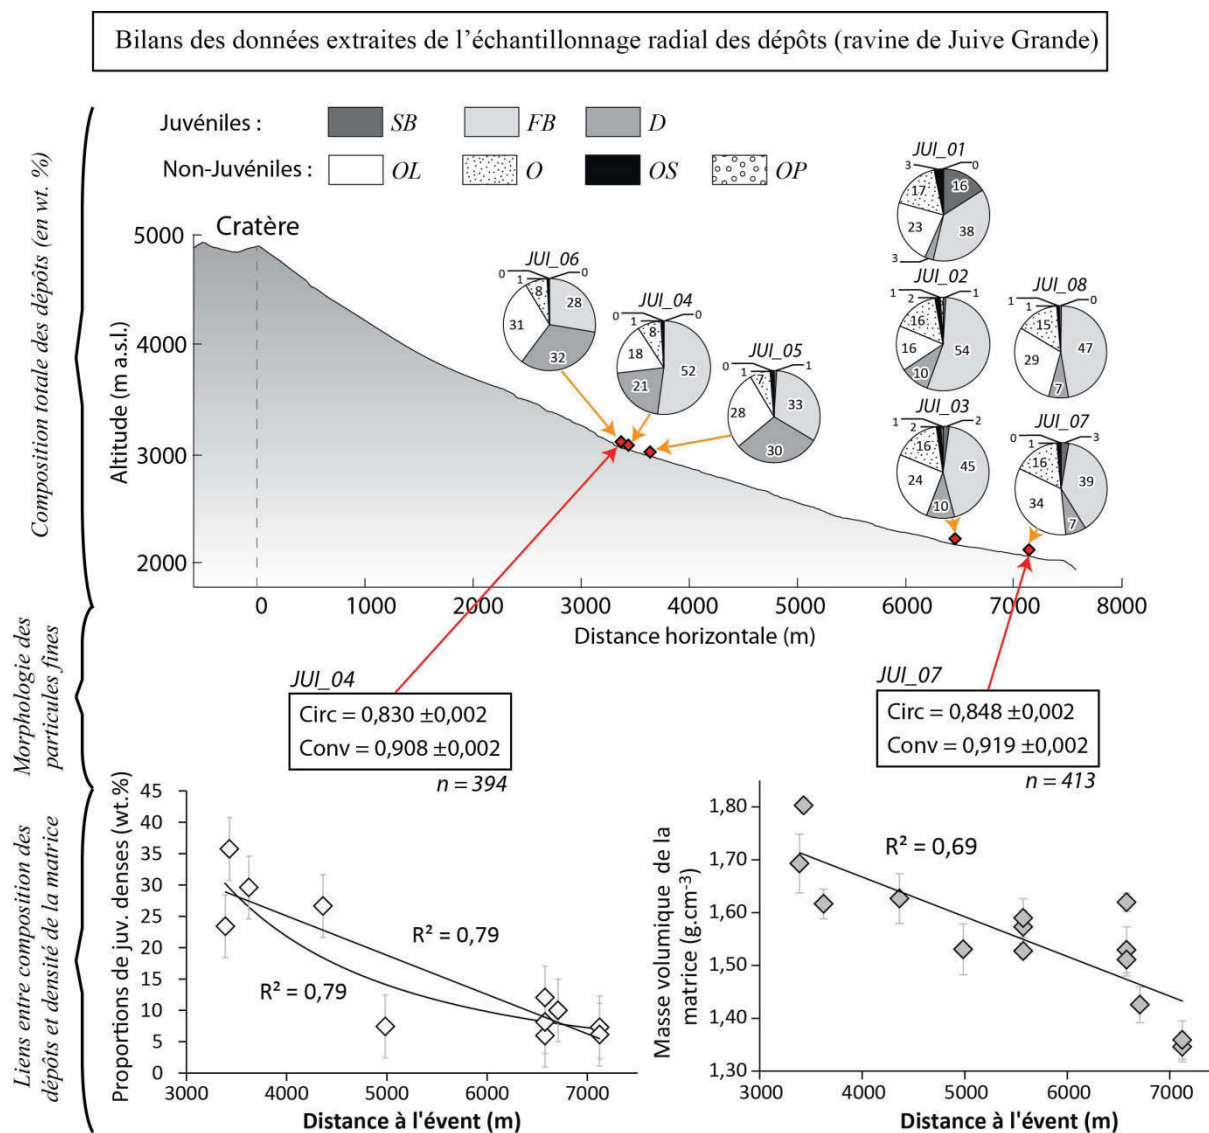 Bilans des données extraites de l’échantillonnage radial des dépôts (ravine de Juive Grande)
Composition totale des dépôts (en wt. %)
Juvéniles :
SB
FB
D
Non-Juvéniles :
OL
O
OS
OP
Cratère
Altitude (m a.s.l.)
5000
4000
3000
2000
0
1000
2000
3000
4000
5000
6000
7000
8000
Distance horizontale (m)
JUI_06
0
1
0
8
28
31
32
JUI_04
0
1
0
8
18
52
21
JUI_05
0
1
1
7
33
28
30
JUI_01
3
0
17
16
23
38
3
JUI_02
1
2
1
16
16
54
10
JUI_08
1
1
0
15
47
29
7
JUI_03
1
2
2
16
45
24
10
JUI_07
0
1
3
16
39
34
7
Morphologie des
particules fines
JUI_04
Circ = 0,830 ±0,002
Conv = 0,908 ±0,002
n = 394
JUI_07
Circ = 0,848 ±0,002
Conv = 0,919 ±0,002
n = 413
Liens entre composition des
dépôts et densité de la matrice
Proportions de juv. denses (wt.%)
45
40
35
30
25
20
15
10
5
0
R² = 0,79
R² = 0,79
3000
4000
5000
6000
7000
Distance à l'évent (m)
Masse volumique de la
matrice (g.cm⁻³)
1,80
1,70
1,60
1,50
1,40
1,30
R² = 0,69
3000
4000
5000
6000
7000
Distance à l'évent (m)